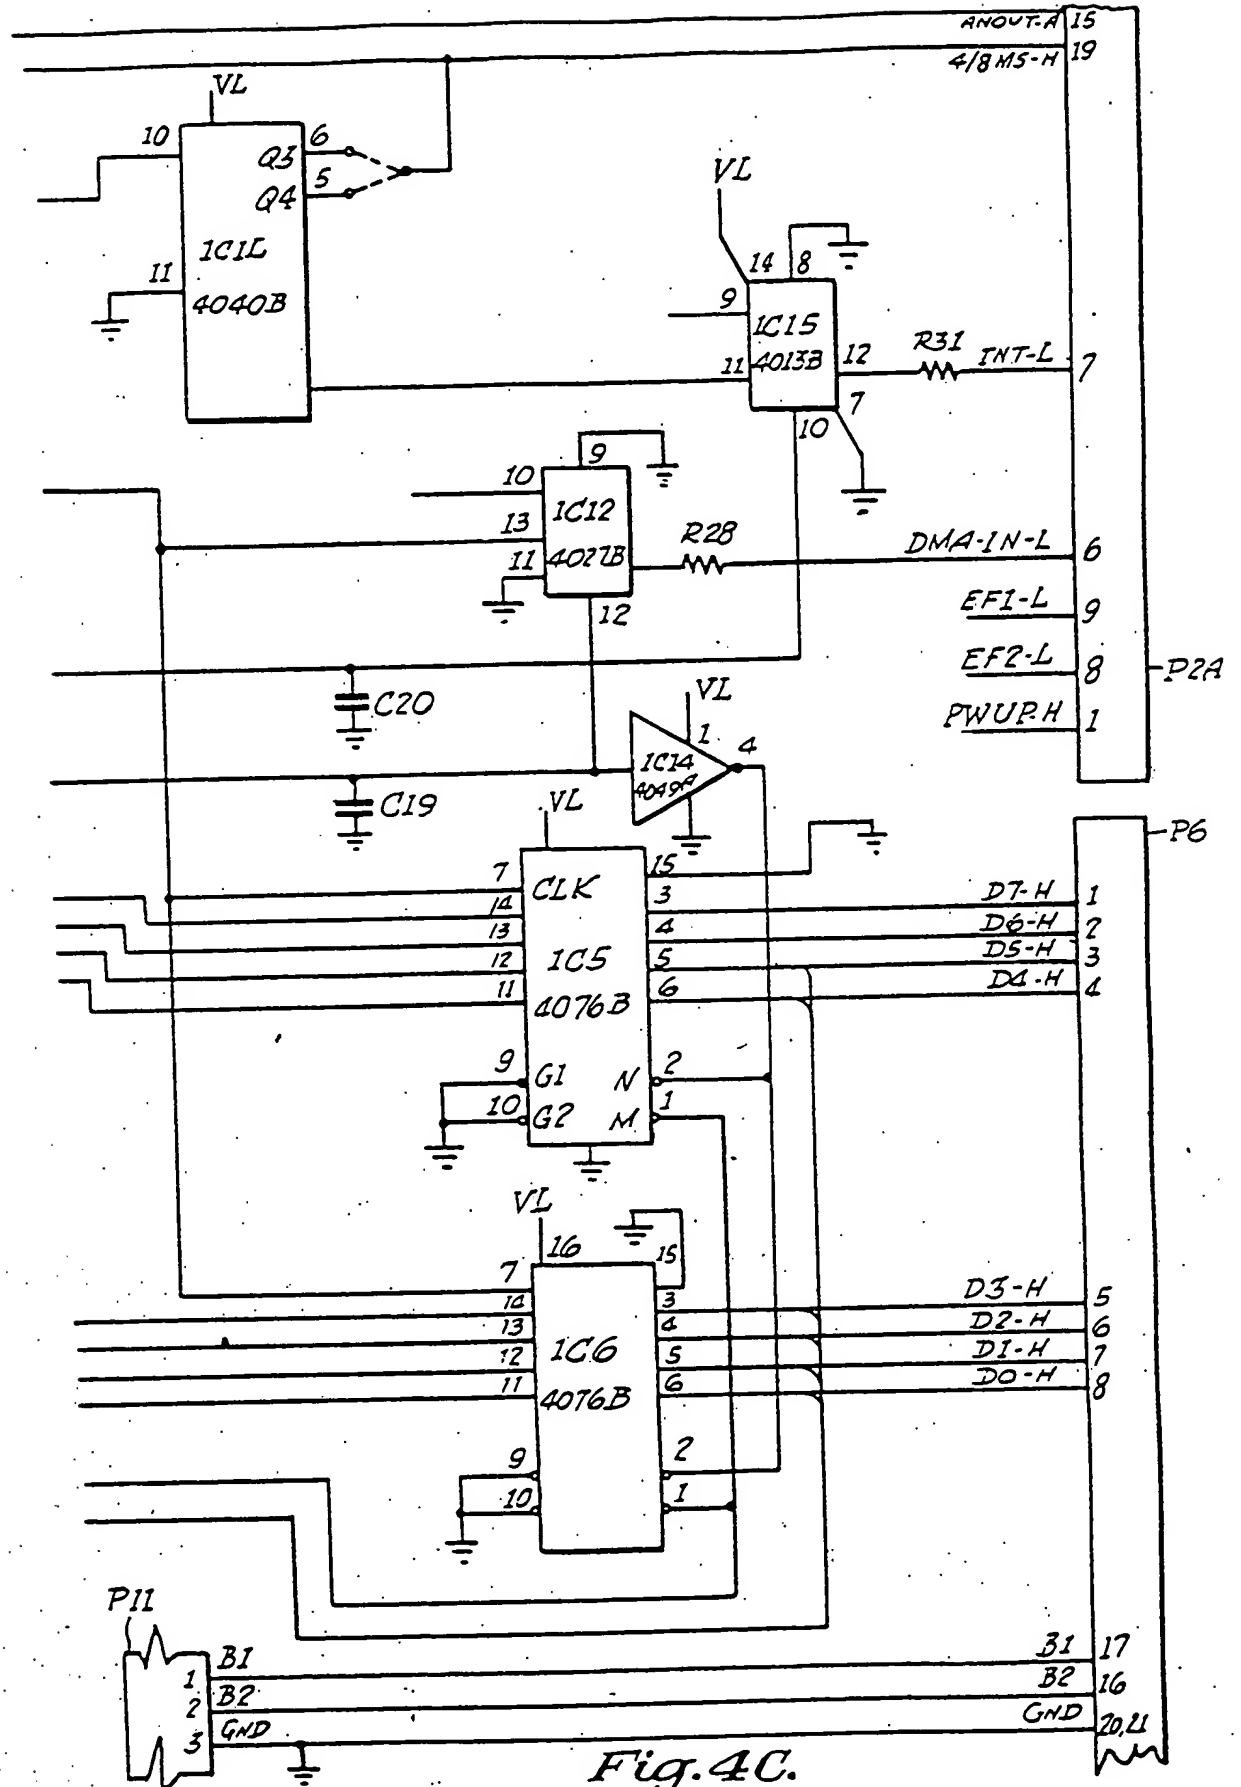 ANOUT-A 15
4/8MS-H 19
VL
10 6
Q3
5
Q4
VL
IC1L
11
4040B
14 8
9
IC15
4013B
11 12 R31 INT-L 7
7
10
9
10
IC12
13
4027B
11
R28 DMA-IN-L 6
12
EF1-L 9
EF2-L 8
P2A
C20
VL
PWUP-H 1
1 4
IC14
4049A
C19
VL
P6
15
7 CLK 3 D7-H 1
14
4 D6-H 2
13
IC5
5 D5-H 3
12
6 D4-H 4
11
4076B
9 G1 N 2
10 G2 M 1
VL
16 15
7
3 D3-H 5
14
4 D2-H 6
13
IC6
5 D1-H 7
12
6 D0-H 8
11
4076B
9 2
10 1
P11
1 B1 B1 17
2 B2 B2 16
3 GND GND 20,21
Fig. 4C.